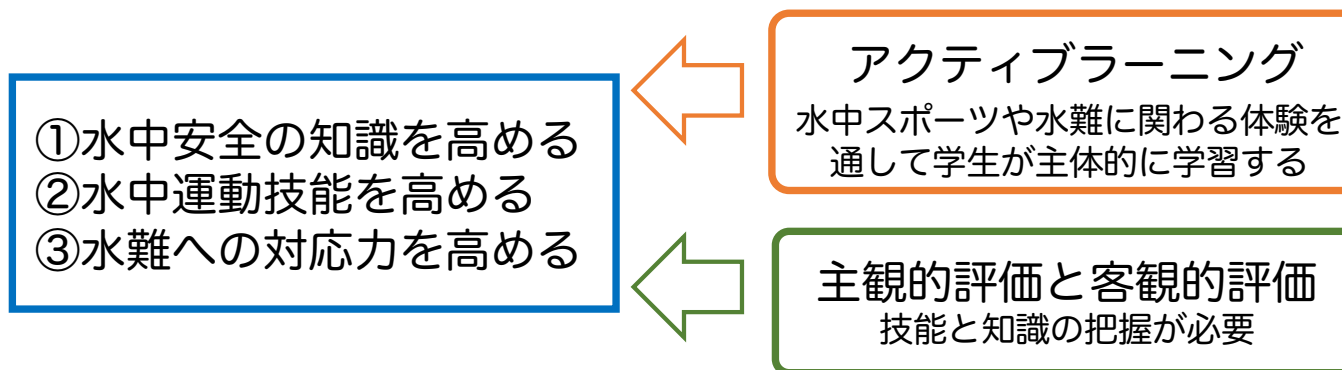 ①水中安全の知識を高める
②水中運動技能を高める
③水難への対応力を高める
アクティブラーニング
水中スポーツや水難に関わる体験を
通して学生が主体的に学習する
主観的評価と客観的評価
技能と知識の把握が必要